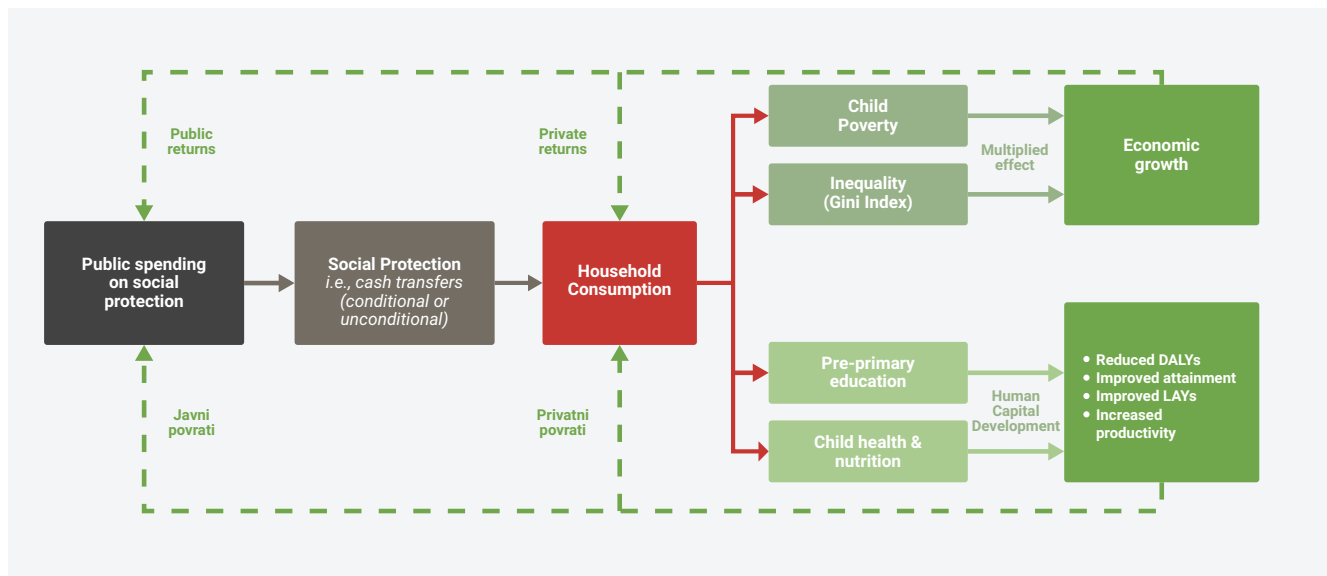 Public
returns
Private
returns
Child
Poverty
Inequality
(Gini Index)
Multiplied
effect
Economic
growth
Public spending
on social
protection
Social Protection
i.e., cash transfers
(conditional or
unconditional)
Household
Consumption
Pre-primary
education
Child health &
nutrition
Human
Capital
Development
• Reduced DALYs
• Improved attainment
• Improved LAYs
• Increased
productivity
Javni
povrati
Privatni
povrati